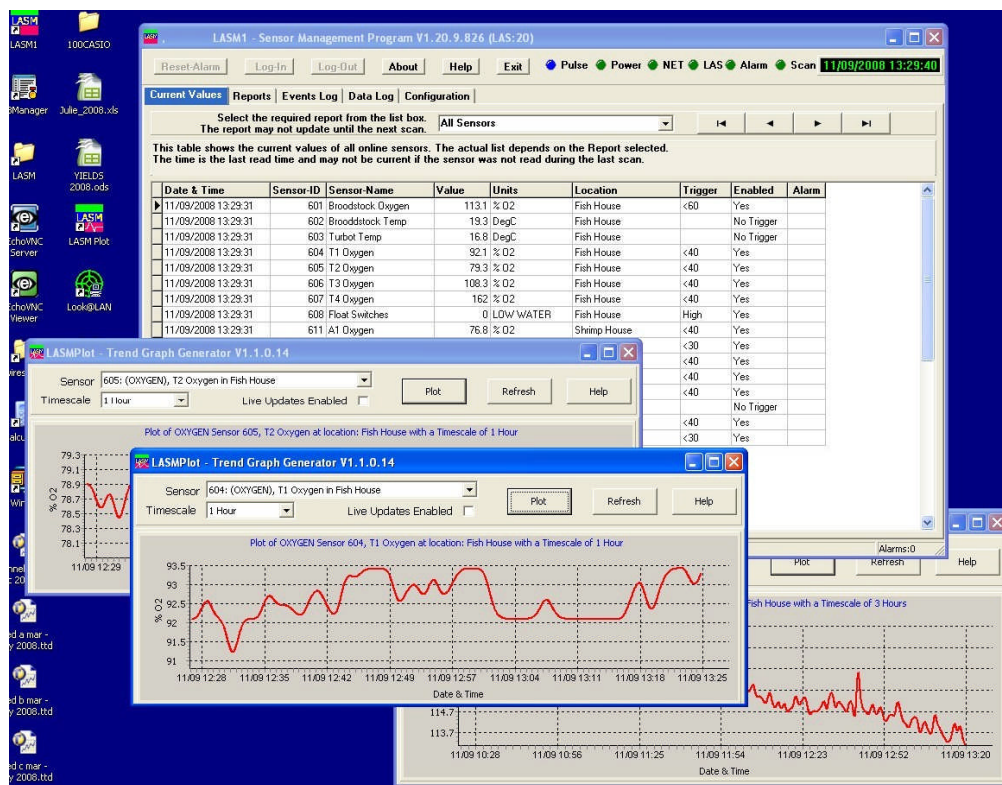 LASM
LASM1
100CASIO
Julie_2008.xls
LASM
YIELDS 2008.ods
EchoVNC Server
LASM Plot
EchoVNC Viewer
Look@LAN
LASM1 - Sensor Management Program V1.20.9.826 (LAS:20)
Reset-Alarm Log-In Log-Out About Help Exit Pulse Power NET LAS Alarm Scan 11/09/2008 13:29:40
Current Values Reports Events Log Data Log Configuration
Select the required report from the list box.
The report may not update until the next scan.
All Sensors
This table shows the current values of all online sensors. The actual list depends on the Report selected.
The time is the last read time and may not be current if the sensor was not read during the last scan.
Date & Time Sensor-ID Sensor-Name Value Units Location Trigger Enabled Alarm
11/09/2008 13:29:31 601 Broodstock Oxygen 113.1 % O2 Fish House <60 Yes
11/09/2008 13:29:31 602 Brooddstock Temp 19.3 DegC Fish House No Trigger
11/09/2008 13:29:31 603 Turbot Temp 16.8 DegC Fish House No Trigger
11/09/2008 13:29:31 604 T1 Oxygen 92.1 % O2 Fish House <40 Yes
11/09/2008 13:29:31 605 T2 Oxygen 79.3 % O2 Fish House <40 Yes
11/09/2008 13:29:31 606 T3 Oxygen 108.3 % O2 Fish House <40 Yes
11/09/2008 13:29:31 607 T4 Oxygen 162 % O2 Fish House <40 Yes
11/09/2008 13:29:31 608 Float Switches 0 LOW WATER Fish House High Yes
11/09/2008 13:29:31 611 A1 Oxygen 76.8 % O2 Shrimp House <40 Yes
<30 Yes
<40 Yes
<40 Yes
<40 Yes
No Trigger
<40 Yes
<30 Yes
Alarms:0
LASMPlot - Trend Graph Generator V1.1.0.14
Sensor 605: (OXYGEN), T2 Oxygen in Fish House
Timescale 1 Hour Live Updates Enabled Plot Refresh Help
Plot of OXYGEN Sensor 605, T2 Oxygen at location: Fish House with a Timescale of 1 Hour
79.3
79.1
78.9
78.7
78.5
78.3
78.1
% O2
11/09 12:29
LASMPlot - Trend Graph Generator V1.1.0.14
Sensor 604: (OXYGEN), T1 Oxygen in Fish House
Timescale 1 Hour Live Updates Enabled Plot Refresh Help
Plot of OXYGEN Sensor 604, T1 Oxygen at location: Fish House with a Timescale of 1 Hour
93.5
93
92.5
92
91.5
91
% O2
11/09 12:28 11/09 12:35 11/09 12:42 11/09 12:49 11/09 12:57 11/09 13:04 11/09 13:11 11/09 13:18 11/09 13:25
Date & Time
Plot Refresh Help
Fish House with a Timescale of 3 Hours
114.7
113.7
11/09 10:28 11/09 10:56 11/09 11:25 11/09 11:54 11/09 12:23 11/09 12:52 11/09 13:20
Date & Time
ed a mar -
y 2008.ttd
ed b mar -
y 2008.ttd
ed c mar -
y 2008.ttd